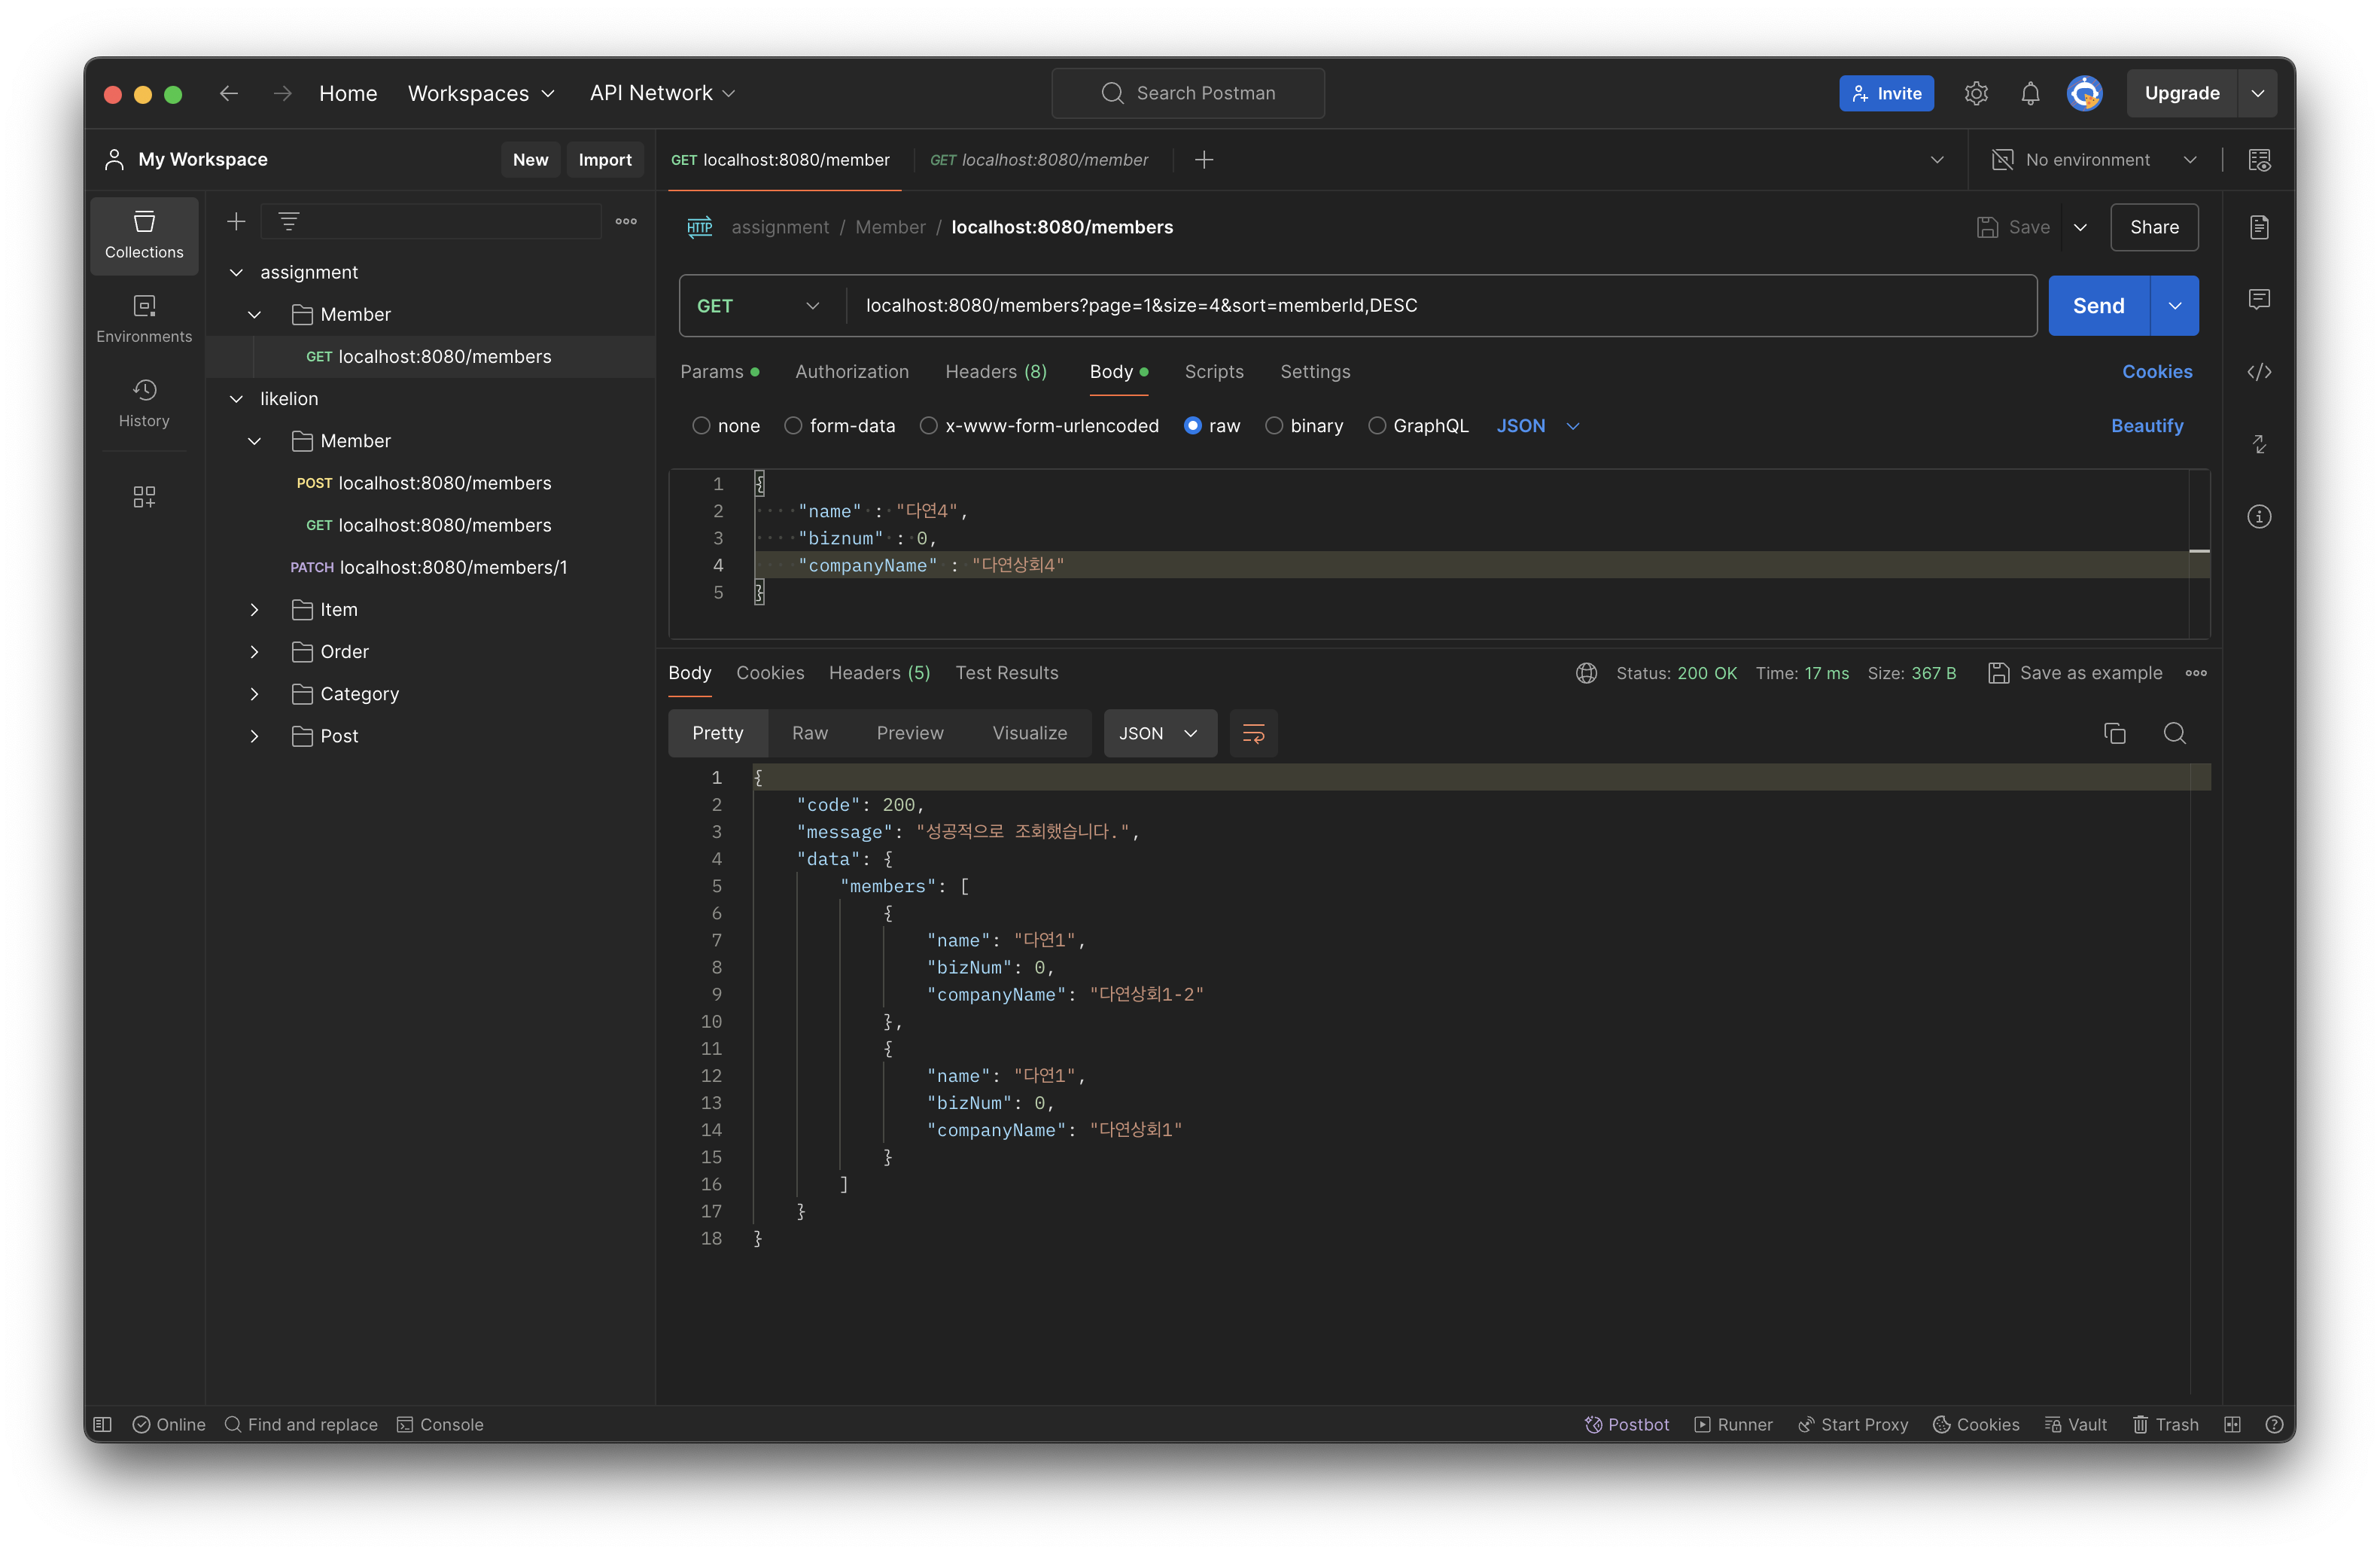 Home Workspaces API Network Search Postman Invite Upgrade
My Workspace New Import GET localhost:8080/member GET localhost:8080/member No environment
Collections
Environments
History
assignment
Member
GET localhost:8080/members
likelion
Member
POST localhost:8080/members
GET localhost:8080/members
PATCH localhost:8080/members/1
Item
Order
Category
Post
HTTP assignment / Member / localhost:8080/members Save Share
GET localhost:8080/members?page=1&size=4&sort=memberId,DESC Send
Params Authorization Headers (8) Body Scripts Settings Cookies
none form-data x-www-form-urlencoded raw binary GraphQL JSON Beautify
1 {
2 "name" : "다연4",
3 "biznum" : 0,
4 "companyName" : "다연상회4"
5 }
Body Cookies Headers (5) Test Results Status: 200 OK Time: 17 ms Size: 367 B Save as example
Pretty Raw Preview Visualize JSON
1 {
2 "code": 200,
3 "message": "성공적으로 조회했습니다.",
4 "data": {
5 "members": [
6 {
7 "name": "다연1",
8 "bizNum": 0,
9 "companyName": "다연상회1-2"
10 },
11 {
12 "name": "다연1",
13 "bizNum": 0,
14 "companyName": "다연상회1"
15 }
16 ]
17 }
18 }
Online Find and replace Console Postbot Runner Start Proxy Cookies Vault Trash